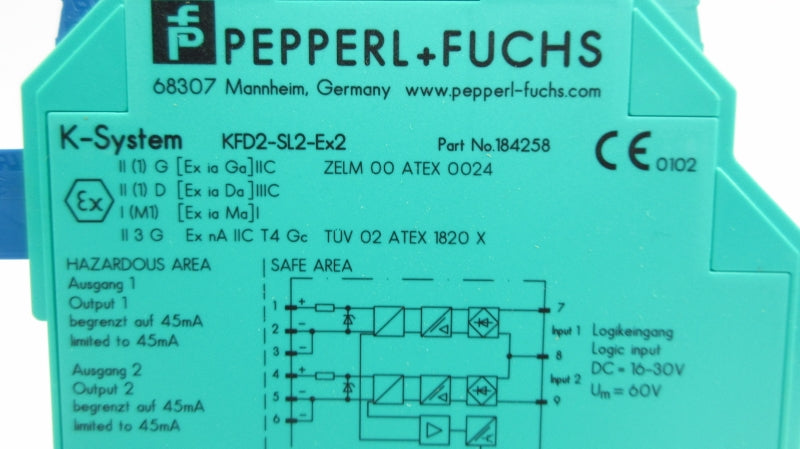 PEPPERL+FUCHS
68307 Mannheim, Germany www.pepperl-fuchs.com
K-System KFD2-SL2-Ex2 Part No.184258
CE 0102
II (1) G [Ex ia Ga]IIC ZELM 00 ATEX 0024
II (1) D [Ex ia Da]IIIC
Ex
I (M1) [Ex ia Ma]I
II 3 G Ex nA IIC T4 Gc TÜV 02 ATEX 1820 X
HAZARDOUS AREA SAFE AREA
Ausgang 1
Output 1
begrenzt auf 45mA
limited to 45mA
Ausgang 2
Output 2
begrenzt auf 45mA
limited to 45mA
1 +
2 -
3 -
4 +
5 -
6 -
7
Input 1
8
Input 2
9
Logikeingang
Logic input
DC = 16-30V
Um = 60V